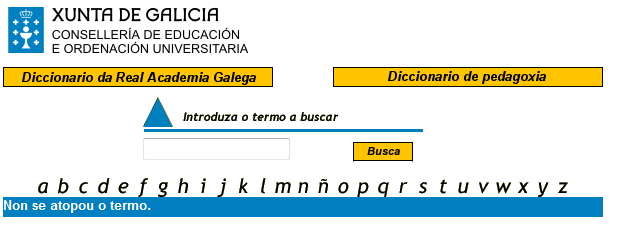 XUNTA DE GALICIA
CONSELLERÍA DE EDUCACIÓN
E ORDENACIÓN UNIVERSITARIA
Diccionario da Real Academia Galega
Diccionario de pedagoxia
Introduza o termo a buscar
Busca
a b c d e f g h i j k l m n ñ o p q r s t u v w x y z
Non se atopou o termo.